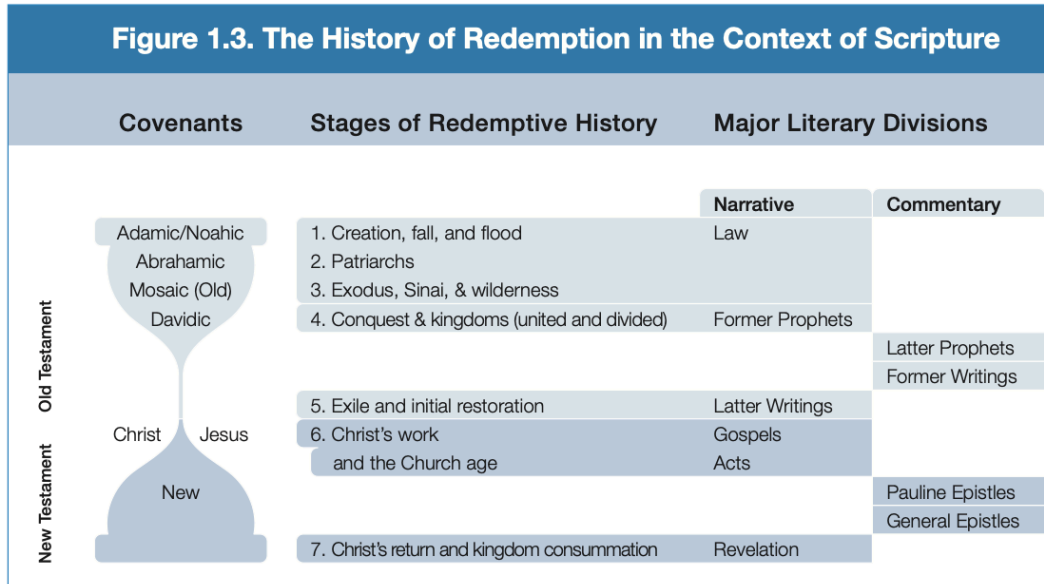 Figure 1.3. The History of Redemption in the Context of Scripture
Covenants Stages of Redemptive History Major Literary Divisions
Narrative Commentary
Adamic/Noahic 1. Creation, fall, and flood Law
Abrahamic 2. Patriarchs
Mosaic (Old) 3. Exodus, Sinai, & wilderness
Davidic 4. Conquest & kingdoms (united and divided) Former Prophets
Latter Prophets
Former Writings
Old Testament
5. Exile and initial restoration Latter Writings
Christ Jesus 6. Christ’s work Gospels
and the Church age Acts
New Pauline Epistles
General Epistles
New Testament
7. Christ’s return and kingdom consummation Revelation